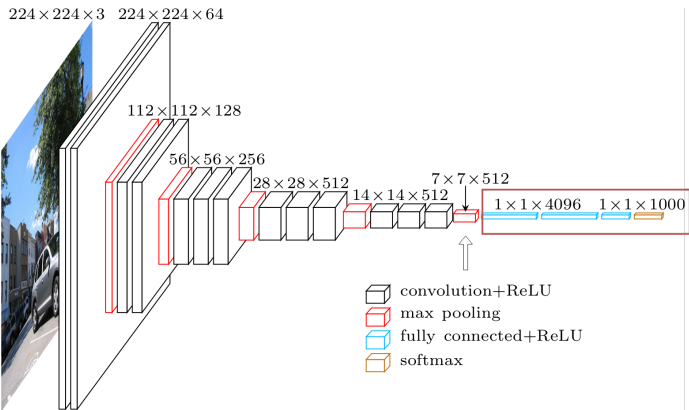 224×224×3
224×224×64
112×112×128
56×56×256
28×28×512
14×14×512
7×7×512
1×1×4096
1×1×1000
convolution+ReLU
max pooling
fully connected+ReLU
softmax